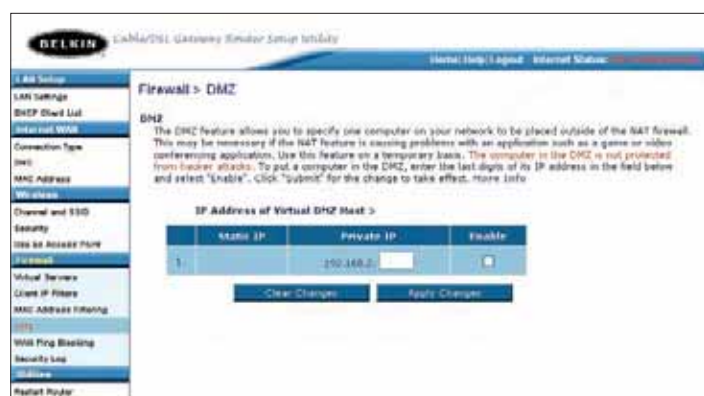 BELKIN Cable/DSL Gateway Router Setup Utility
Home | Help | Logout Internet Status:
LAN Setup
LAN Settings
DHCP Client List
Internet WAN
Connection Type
DNS
MAC Address
Wireless
Channel and SSID
Security
Use as Access Point
Firewall
Virtual Servers
Client IP Filters
MAC Address Filtering
DMZ
WAN Ping Blocking
Security Log
Utilities
Restart Router
Firewall > DMZ
DMZ
The DMZ feature allows you to specify one computer on your network to be placed outside of the NAT firewall.
This may be necessary if the NAT feature is causing problems with an application such as a game or video
conferencing application. Use this feature on a temporary basis. The computer in the DMZ is not protected
from hacker attacks. To put a computer in the DMZ, enter the last digits of its IP address in the field below
and select "Enable". Click "Submit" for the change to take effect. More Info
IP Address of Virtual DMZ Host >
Static IP Private IP Enable
1. 192.168.2.
Clear Changes Apply Changes